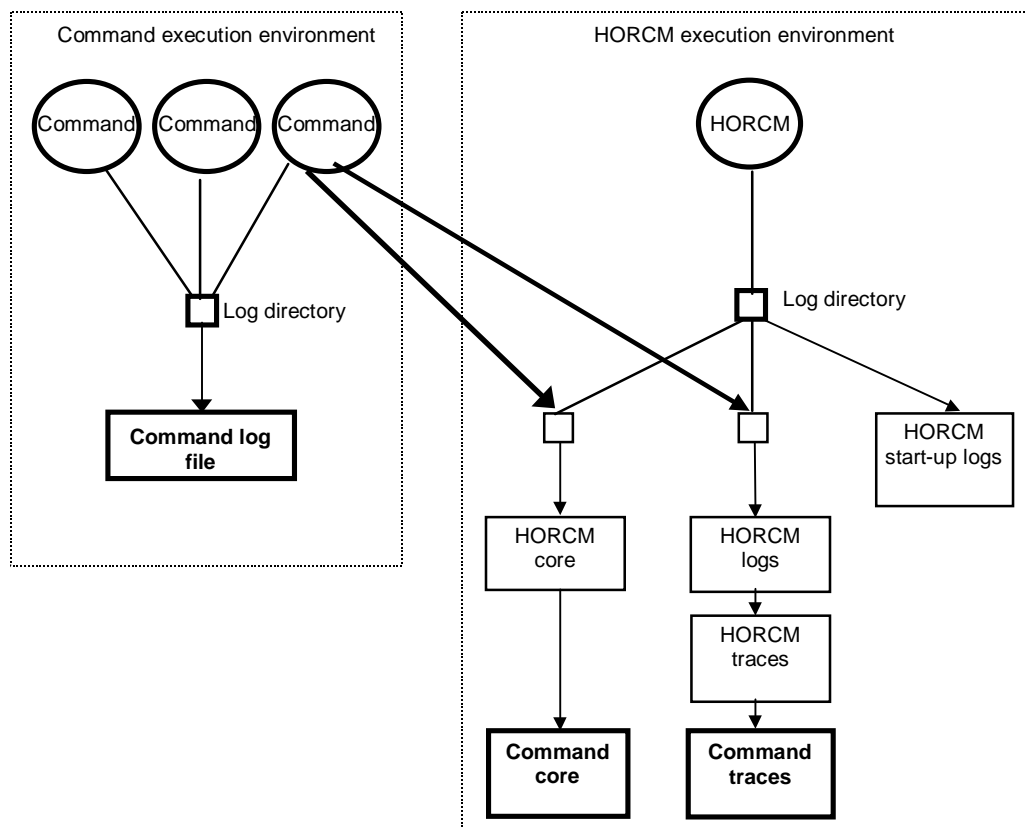 Command execution environment
Command
Command
Command
Log directory
Command log
file
HORCM execution environment
HORCM
Log directory
HORCM
start-up logs
HORCM
core
HORCM
logs
HORCM
traces
Command
core
Command
traces